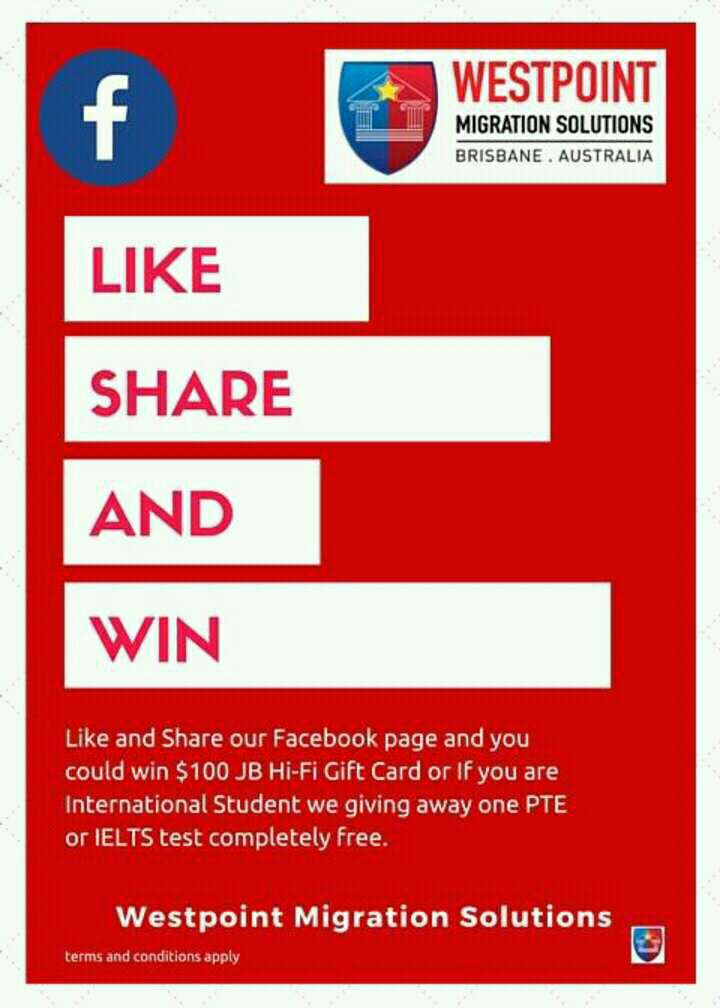 f
WESTPOINT
MIGRATION SOLUTIONS
BRISBANE . AUSTRALIA
LIKE
SHARE
AND
WIN
Like and Share our Facebook page and you
could win $100 JB Hi-Fi Gift Card or If you are
International Student we giving away one PTE
or IELTS test completely free.
Westpoint Migration Solutions
terms and conditions apply